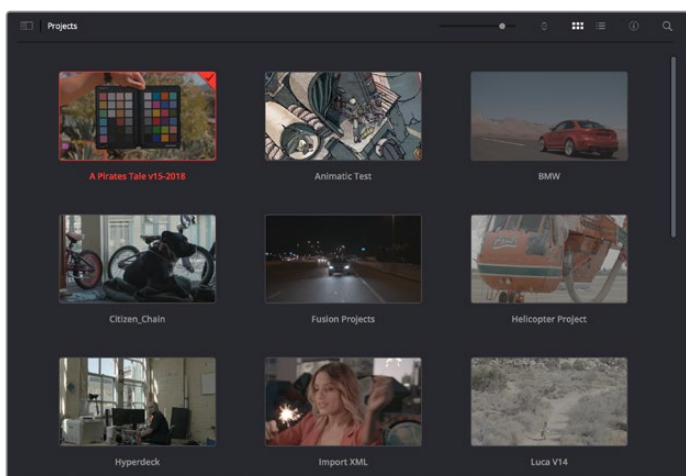 Projects
A Pirates Tale v15-2018
Animatic Test
BMW
Citizen_Chain
Fusion Projects
Helicopter Project
Hyperdeck
Import XML
Luca V14